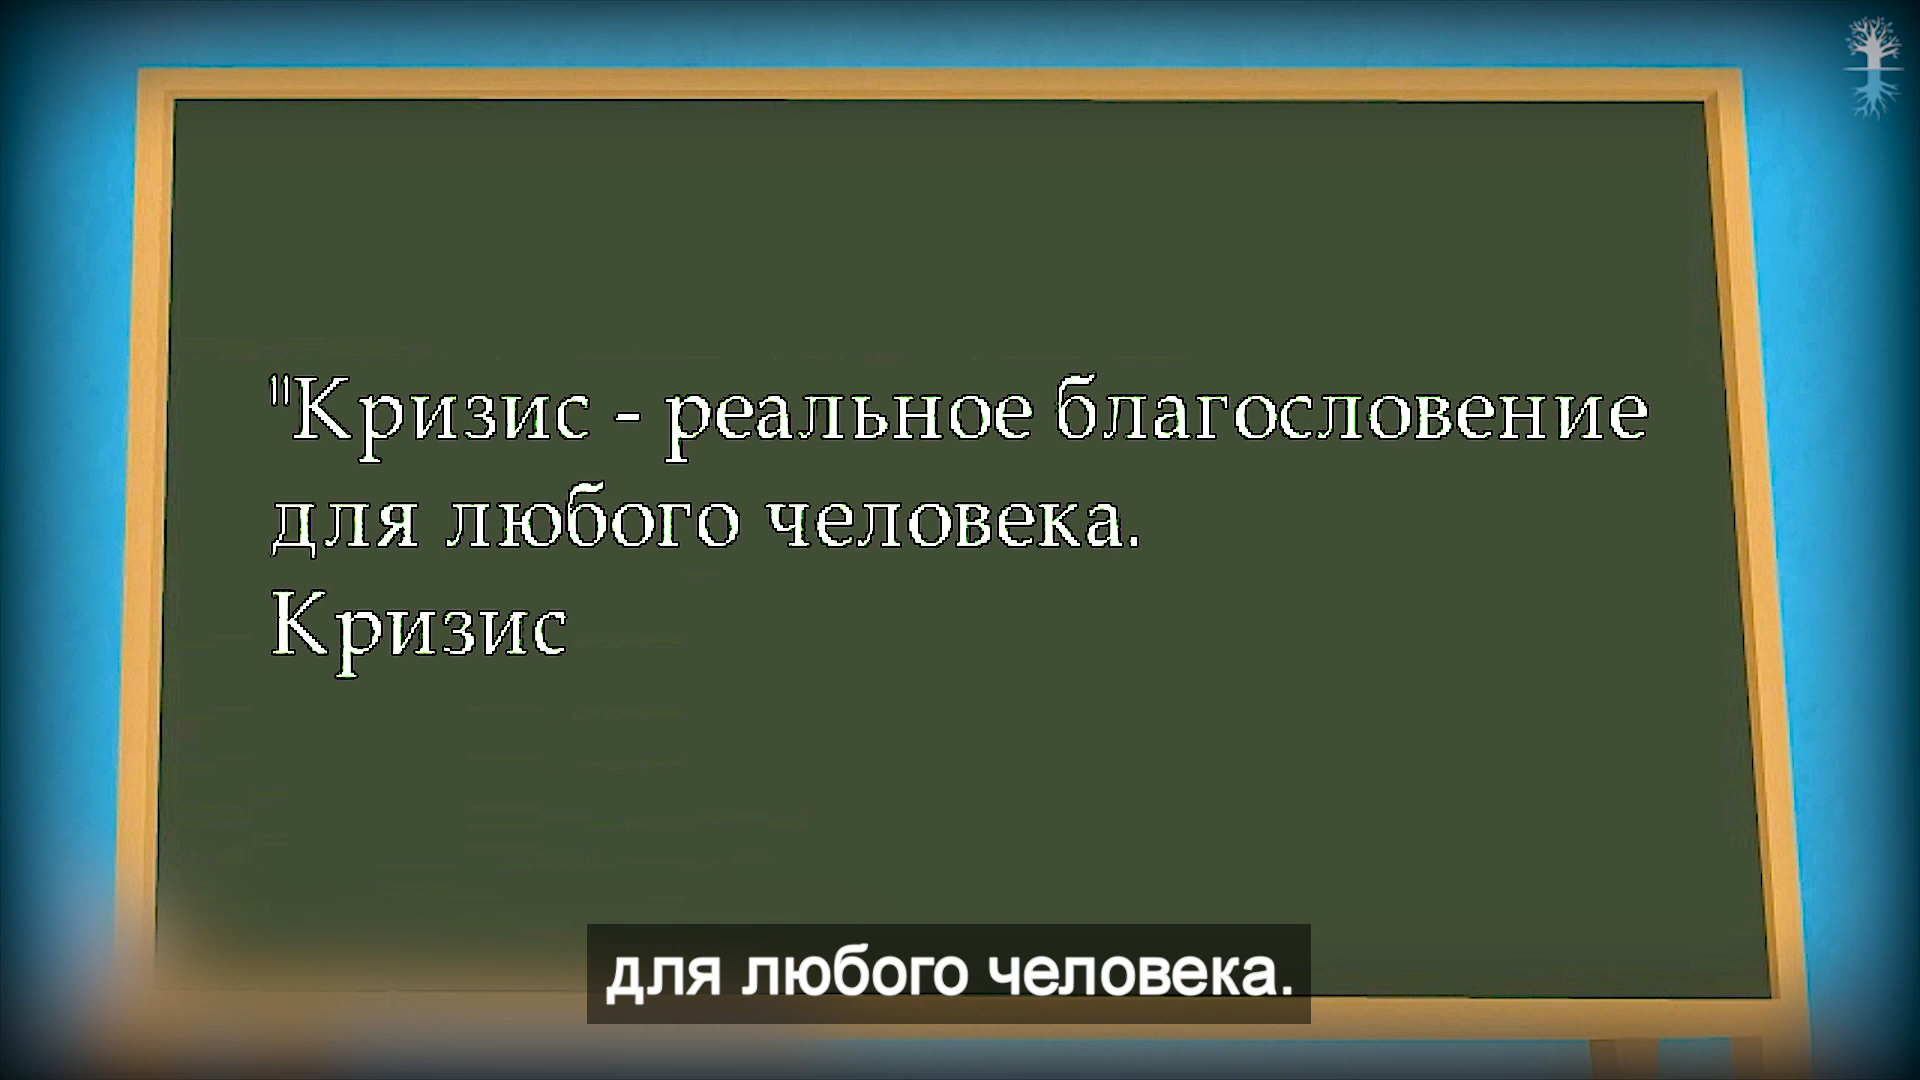 "Кризис - реальное благословение
для любого человека.
Кризис
для любого человека.